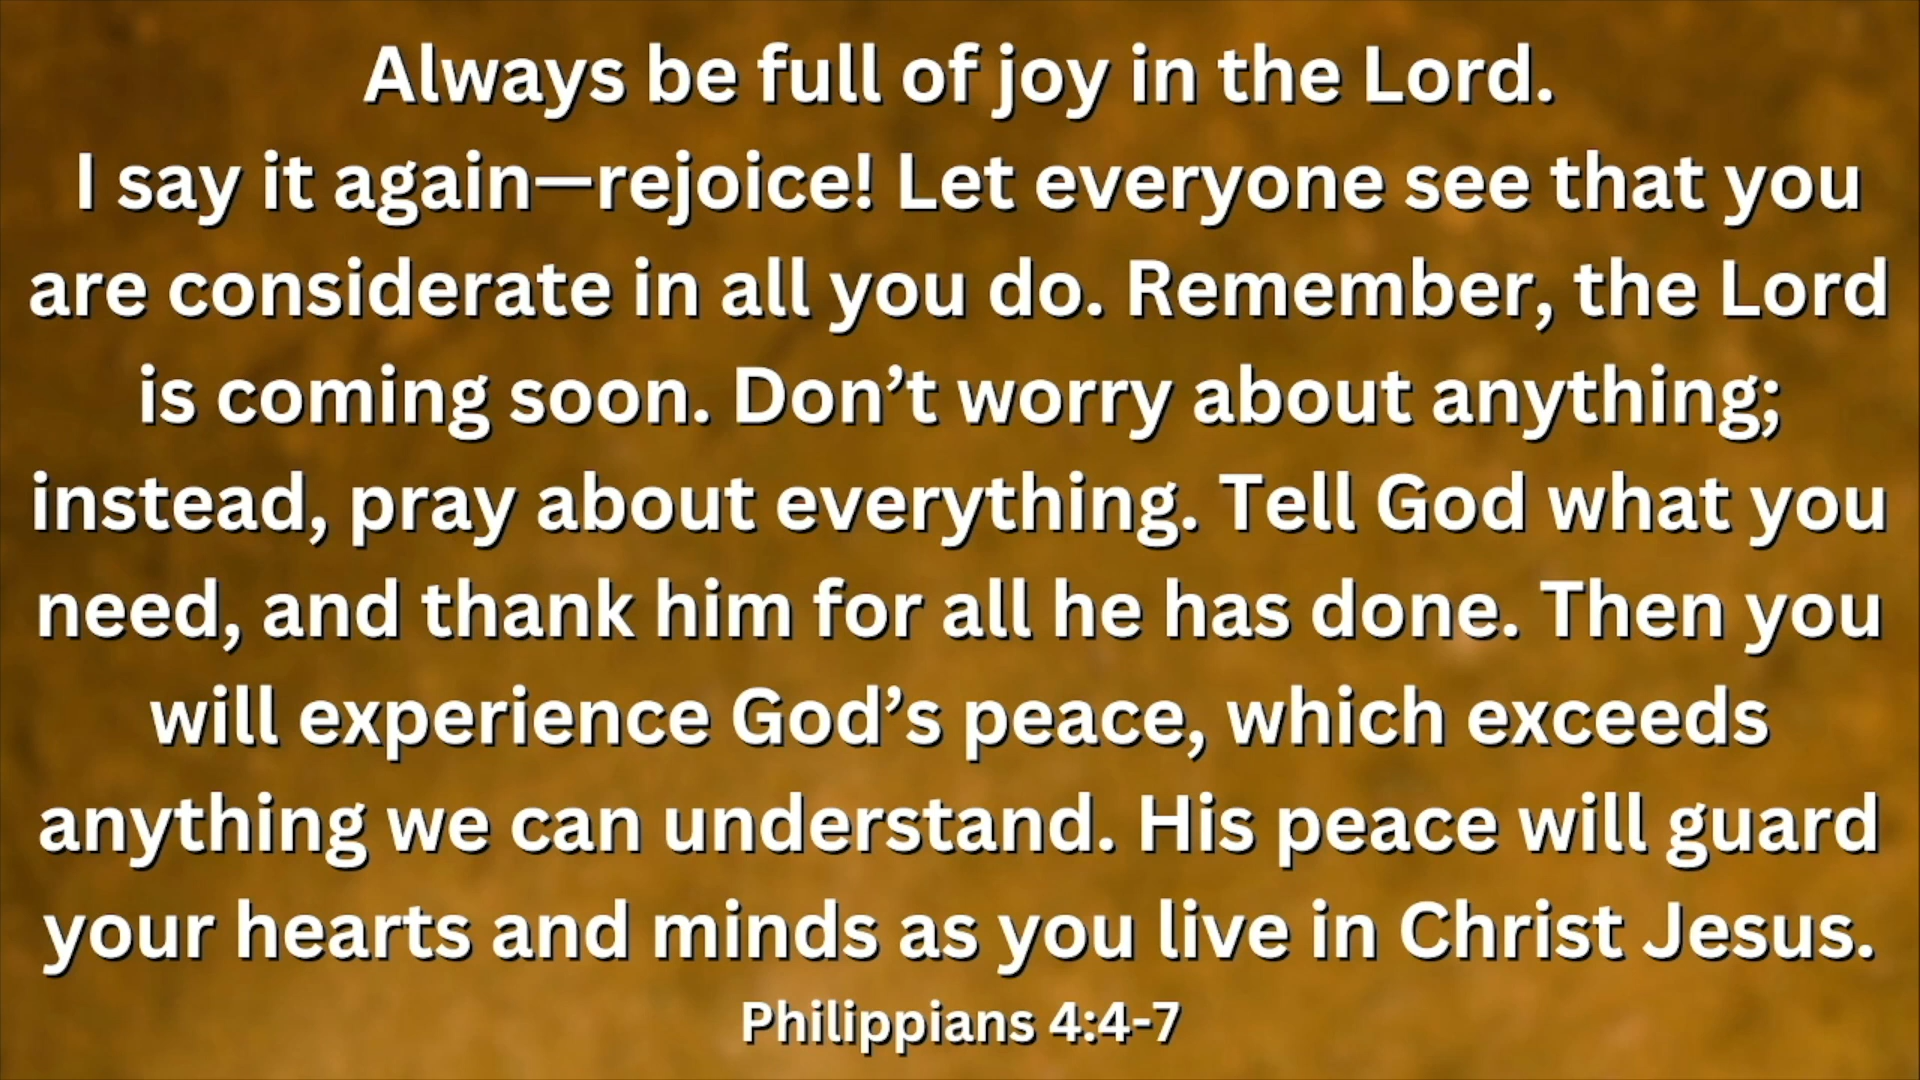 Always be full of joy in the Lord.
I say it again—rejoice! Let everyone see that you
are considerate in all you do. Remember, the Lord
is coming soon. Don’t worry about anything;
instead, pray about everything. Tell God what you
need, and thank him for all he has done. Then you
will experience God’s peace, which exceeds
anything we can understand. His peace will guard
your hearts and minds as you live in Christ Jesus.
Philippians 4:4-7